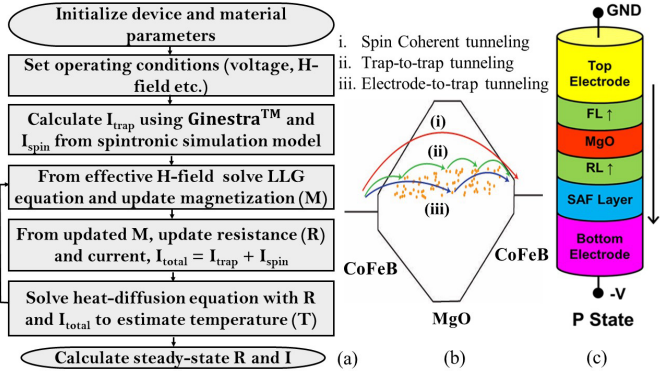 Initialize device and material
parameters
Set operating conditions (voltage, H-
field etc.)
Calculate Itrap using Ginestra™ and
Ispin from spintronic simulation model
From effective H-field solve LLG
equation and update magnetization (M)
From updated M, update resistance (R)
and current, Itotal = Itrap + Ispin
Solve heat-diffusion equation with R
and Itotal to estimate temperature (T)
Calculate steady-state R and I
(a)
i. Spin Coherent tunneling
ii. Trap-to-trap tunneling
iii. Electrode-to-trap tunneling
(i)
(ii)
(iii)
CoFeB
CoFeB
MgO
(b)
GND
Top
Electrode
FL ↑
MgO
RL ↑
SAF Layer
Bottom
Electrode
-V
P State
(c)